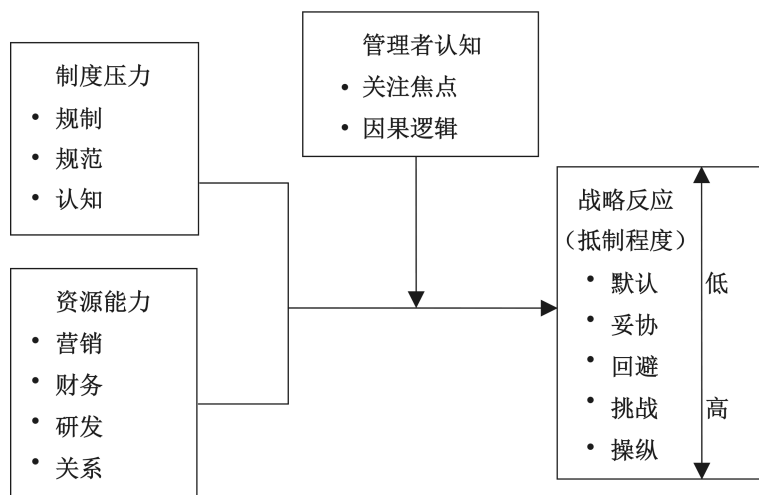 制度压力
• 规制
• 规范
• 认知
资源能力
• 营销
• 财务
• 研发
• 关系
管理者认知
• 关注焦点
• 因果逻辑
战略反应
（抵制程度）
• 默认
• 妥协
• 回避
• 挑战
• 操纵
低
高